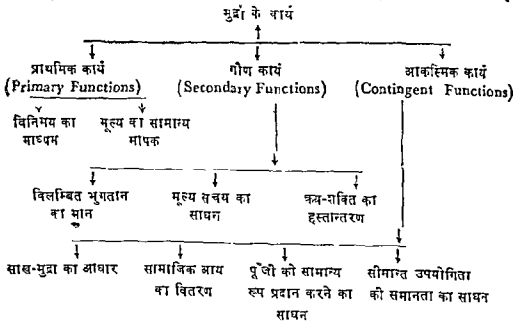 मुद्रा के कार्य
प्राथमिक कार्य गौण कार्य आकस्मिक कार्य
(Primary Functions) (Secondary Functions) (Contingent Functions)
विनिमय का मूल्य का सामान्य
माध्यम मापक
विलम्बित भुगतान मूल्य संचय का क्रय-शक्ति का
का मान साधन हस्तान्तरण
साख-मुद्रा का आधार सामाजिक आय पूँजी को सामान्य सीमान्त उपयोगिता
का वितरण रूप प्रदान करने का की समानता का साधन
साधन